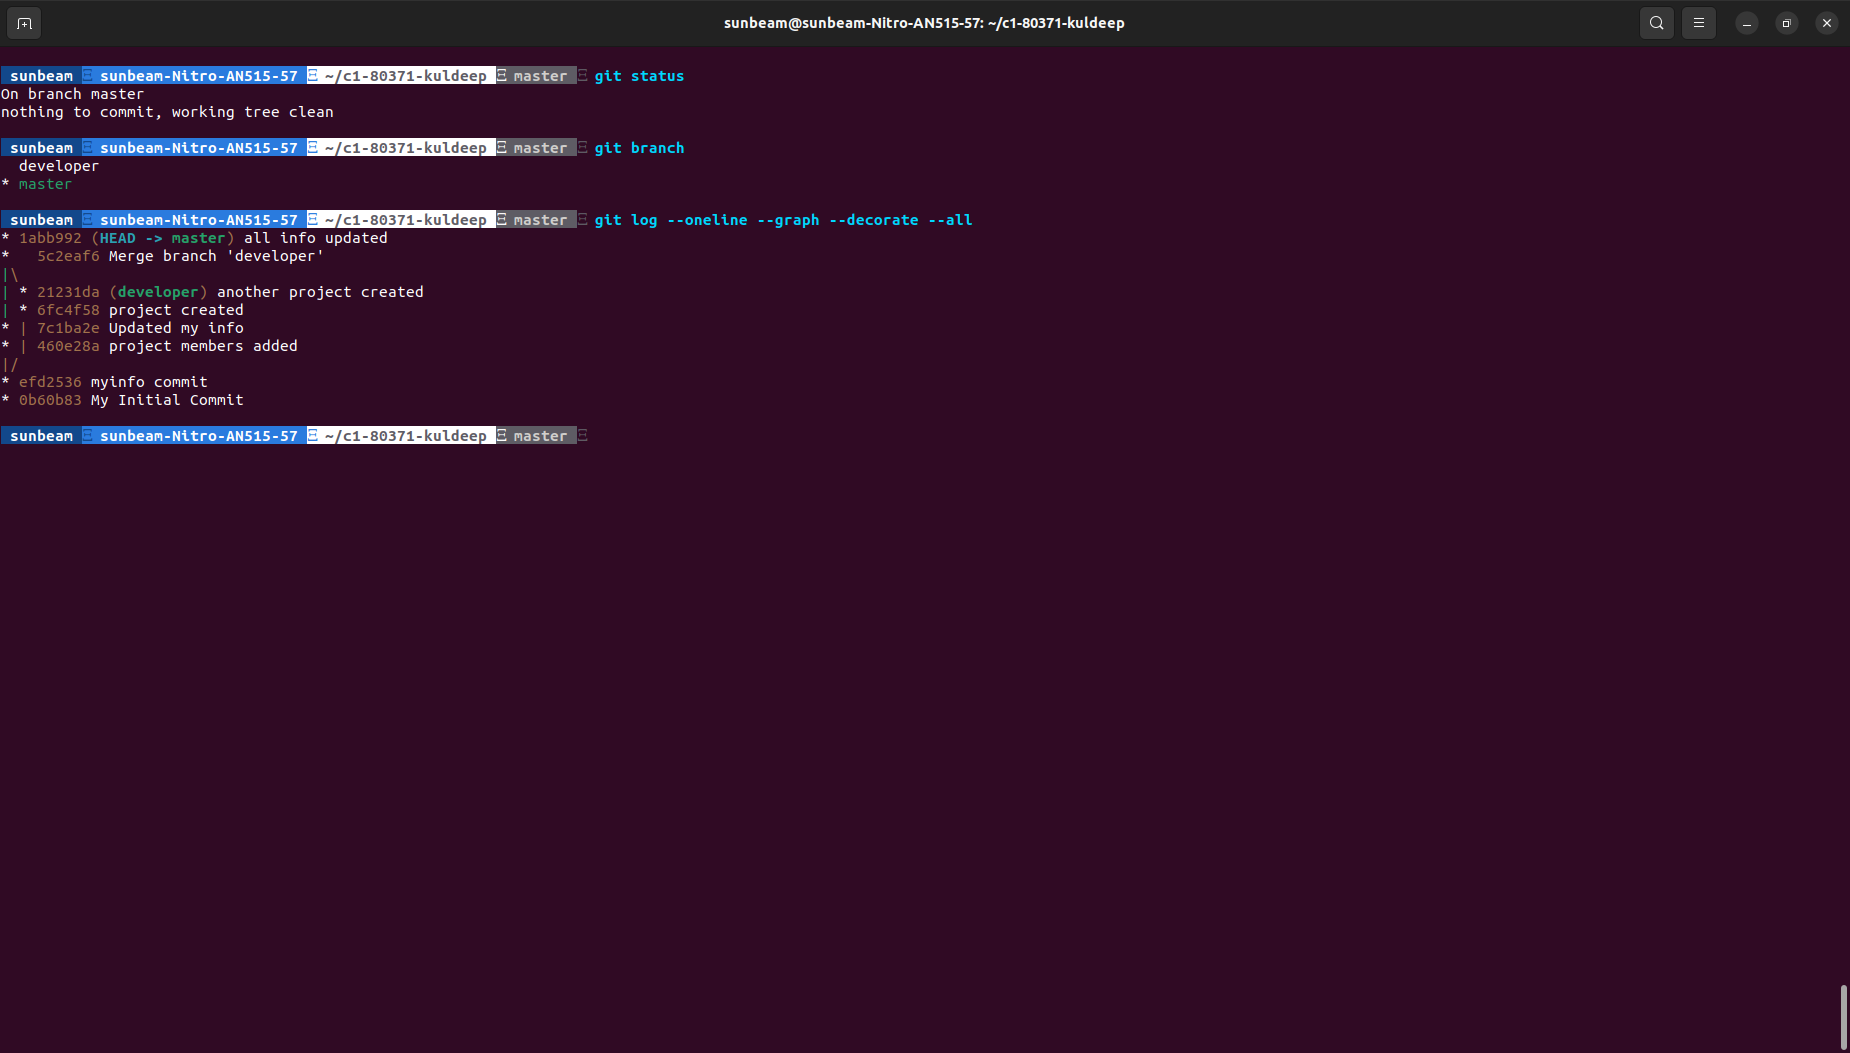 sunbeam@sunbeam-Nitro-AN515-57: ~/c1-80371-kuldeep
sunbeam sunbeam-Nitro-AN515-57 ~/c1-80371-kuldeep master git status
On branch master
nothing to commit, working tree clean
sunbeam sunbeam-Nitro-AN515-57 ~/c1-80371-kuldeep master git branch
  developer
* master
sunbeam sunbeam-Nitro-AN515-57 ~/c1-80371-kuldeep master git log --oneline --graph --decorate --all
* 1abb992 (HEAD -> master) all info updated
*   5c2eaf6 Merge branch 'developer'
|\
| * 21231da (developer) another project created
| * 6fc4f58 project created
* | 7c1ba2e Updated my info
* | 460e28a project members added
|/
* efd2536 myinfo commit
* 0b60b83 My Initial Commit
sunbeam sunbeam-Nitro-AN515-57 ~/c1-80371-kuldeep master